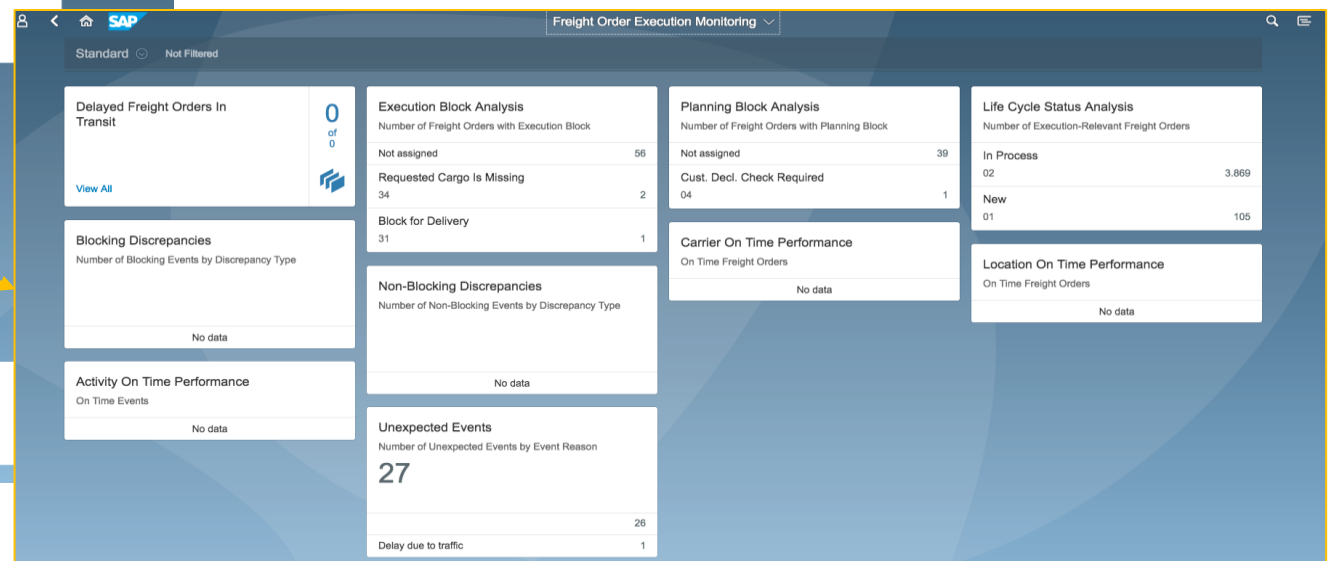 SAP
Freight Order Execution Monitoring
Standard
Not Filtered
Delayed Freight Orders In
Transit
0
of
0
View All
Blocking Discrepancies
Number of Blocking Events by Discrepancy Type
No data
Activity On Time Performance
On Time Events
No data
Execution Block Analysis
Number of Freight Orders with Execution Block
Not assigned 56
Requested Cargo Is Missing
34 2
Block for Delivery
31 1
Non-Blocking Discrepancies
Number of Non-Blocking Events by Discrepancy Type
No data
Unexpected Events
Number of Unexpected Events by Event Reason
27
26
Delay due to traffic 1
Planning Block Analysis
Number of Freight Orders with Planning Block
Not assigned 39
Cust. Decl. Check Required
04 1
Carrier On Time Performance
On Time Freight Orders
No data
Life Cycle Status Analysis
Number of Execution-Relevant Freight Orders
In Process
02 3.869
New
01 105
Location On Time Performance
On Time Freight Orders
No data